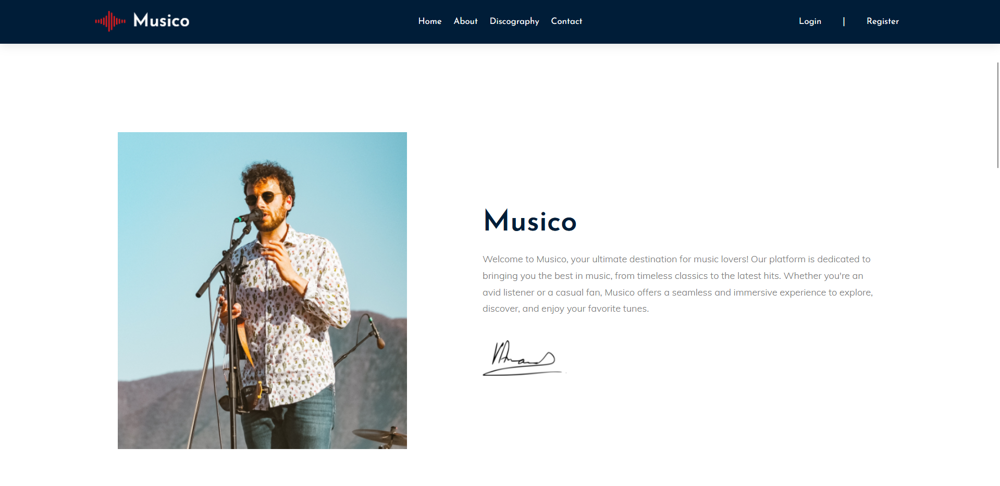 Musico
Home About Discography Contact
Login | Register
Musico
Welcome to Musico, your ultimate destination for music lovers! Our platform is dedicated to
bringing you the best in music, from timeless classics to the latest hits. Whether you're an
avid listener or a casual fan, Musico offers a seamless and immersive experience to explore,
discover, and enjoy your favorite tunes.